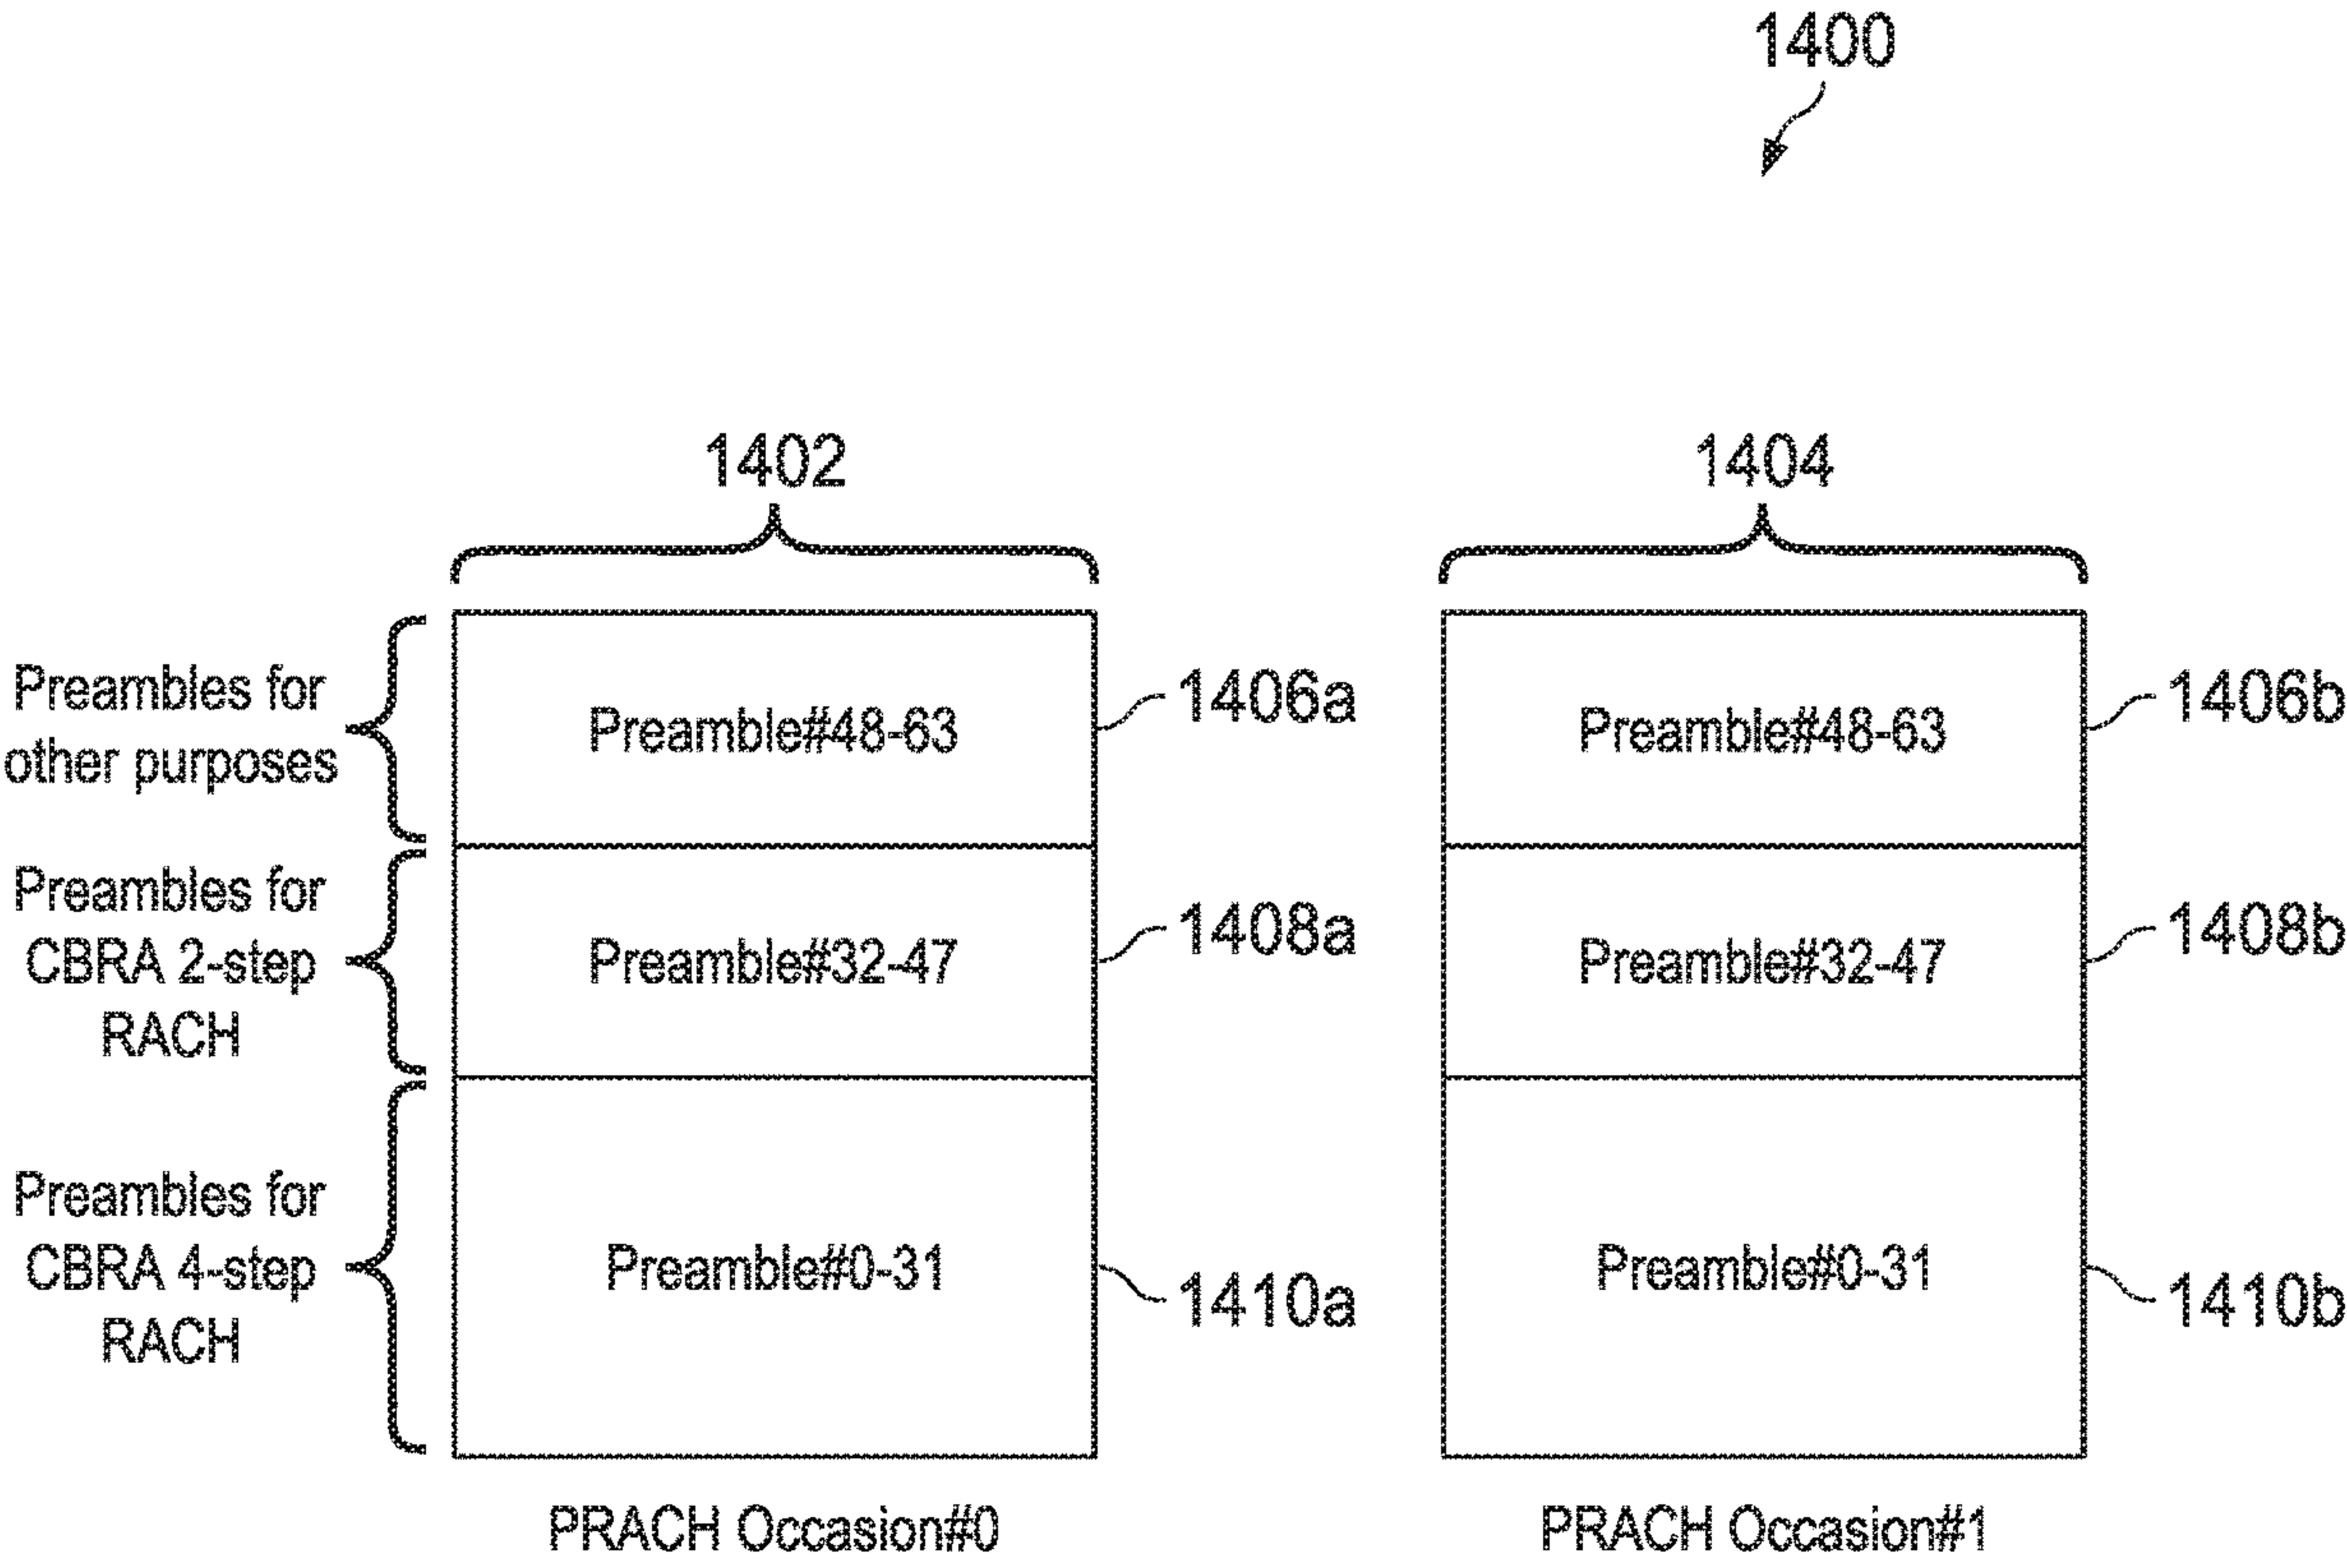 1400
1402
1404
Preambles for
other purposes
Preamble#48-63
1406a
Preamble#48-63
1406b
Preambles for
CBRA 2-step
RACH
Preamble#32-47
1408a
Preamble#32-47
1408b
Preambles for
CBRA 4-step
RACH
Preamble#0-31
1410a
Preamble#0-31
1410b
PRACH Occasion#0
PRACH Occasion#1